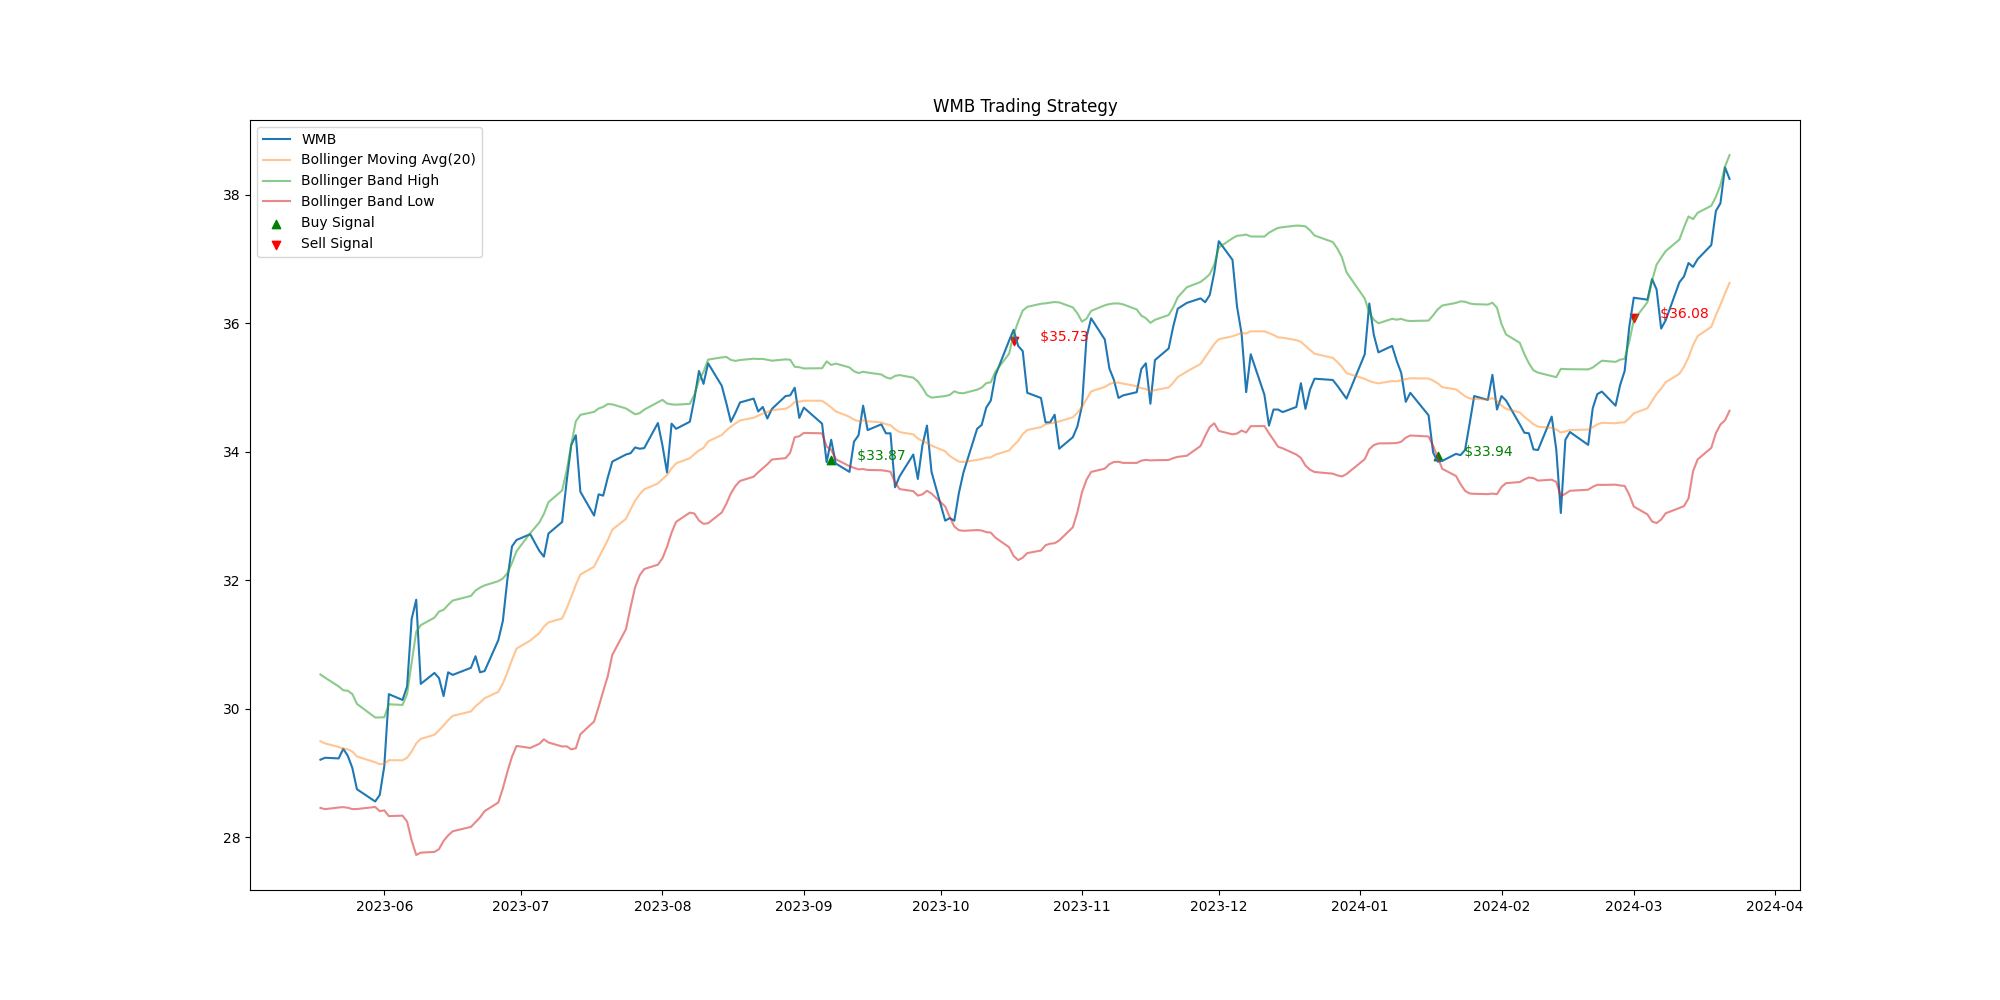 WMB Trading Strategy
WMB
Bollinger Moving Avg(20)
Bollinger Band High
Bollinger Band Low
Buy Signal
Sell Signal
38
36
34
32
30
28
$35.73
$36.08
$33.87
$33.94
2023-06 2023-07 2023-08 2023-09 2023-10 2023-11 2023-12 2024-01 2024-02 2024-03 2024-04